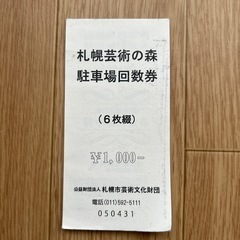 札幌芸術の森
駐車場回数券
（６枚綴）
¥1,000-
公益財団法人 札幌市芸術文化財団
電話(011)592-5111
050431